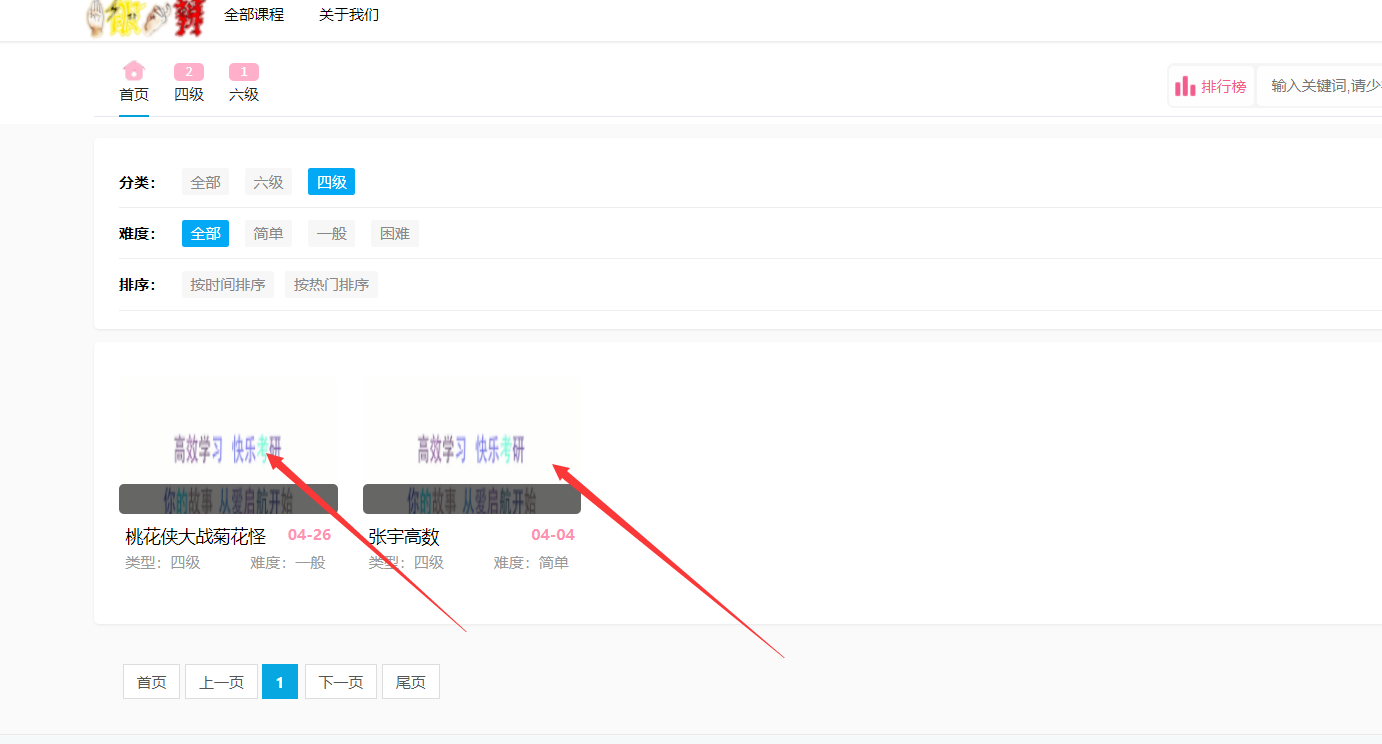 全部课程 关于我们
2 1
首页 四级 六级
排行榜 输入关键词,请少
分类： 全部 六级 四级
难度： 全部 简单 一般 困难
排序： 按时间排序 按热门排序
高效学习 快乐考研 高效学习 快乐考研
你的故事 从爱启航开始 你的故事 从爱启航开始
桃花侠大战菊花怪 04-26 张宇高数 04-04
类型：四级 难度：一般 类型：四级 难度：简单
首页 上一页 1 下一页 尾页